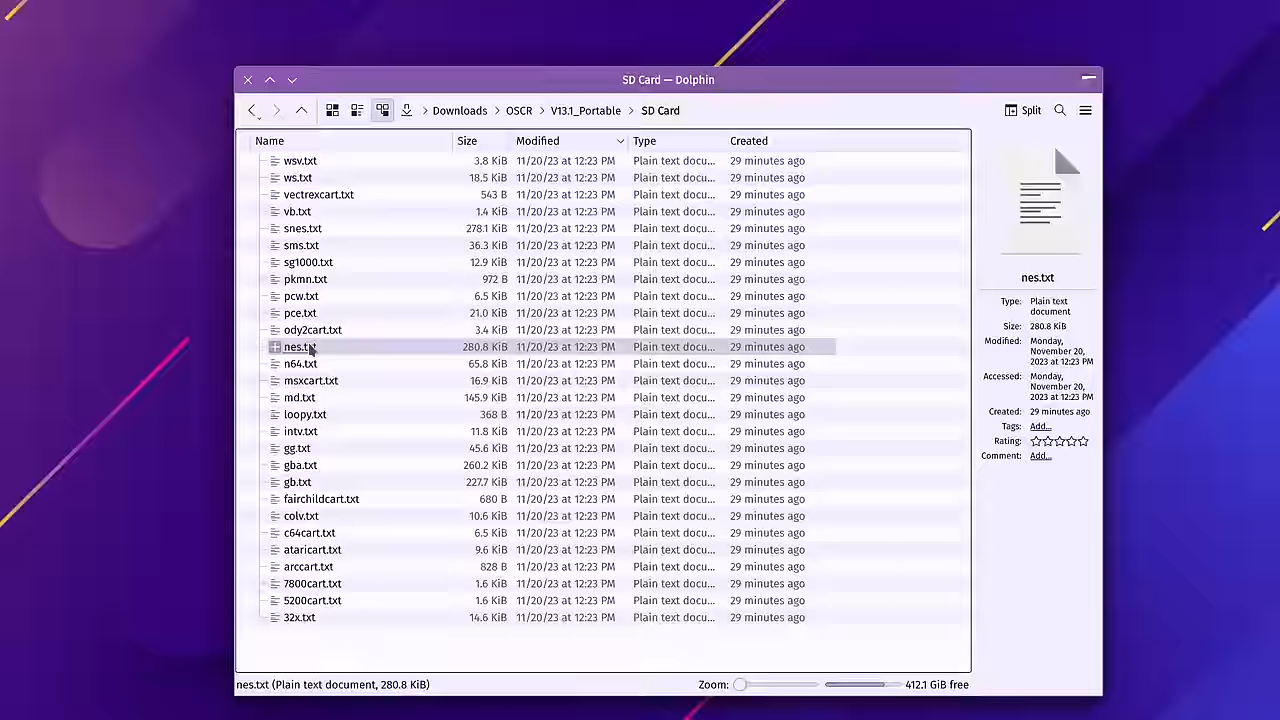 SD Card — Dolphin
Downloads OSCR V13.1_Portable SD Card Split
Name Size Modified Type Created
wsv.txt 3.8 KiB 11/20/23 at 12:23 PM Plain text docu... 29 minutes ago
ws.txt 18.5 KiB 11/20/23 at 12:23 PM Plain text docu... 29 minutes ago
vectrexcart.txt 543 B 11/20/23 at 12:23 PM Plain text docu... 29 minutes ago
vb.txt 1.4 KiB 11/20/23 at 12:23 PM Plain text docu... 29 minutes ago
snes.txt 278.1 KiB 11/20/23 at 12:23 PM Plain text docu... 29 minutes ago
sms.txt 36.3 KiB 11/20/23 at 12:23 PM Plain text docu... 29 minutes ago
sg1000.txt 12.9 KiB 11/20/23 at 12:23 PM Plain text docu... 29 minutes ago
pkmn.txt 972 B 11/20/23 at 12:23 PM Plain text docu... 29 minutes ago
pcw.txt 6.5 KiB 11/20/23 at 12:23 PM Plain text docu... 29 minutes ago
pce.txt 21.0 KiB 11/20/23 at 12:23 PM Plain text docu... 29 minutes ago
ody2cart.txt 3.4 KiB 11/20/23 at 12:23 PM Plain text docu... 29 minutes ago
nes.txt 280.8 KiB 11/20/23 at 12:23 PM Plain text docu... 29 minutes ago
n64.txt 65.8 KiB 11/20/23 at 12:23 PM Plain text docu... 29 minutes ago
msxcart.txt 16.9 KiB 11/20/23 at 12:23 PM Plain text docu... 29 minutes ago
md.txt 145.9 KiB 11/20/23 at 12:23 PM Plain text docu... 29 minutes ago
loopy.txt 368 B 11/20/23 at 12:23 PM Plain text docu... 29 minutes ago
intv.txt 11.8 KiB 11/20/23 at 12:23 PM Plain text docu... 29 minutes ago
gg.txt 45.6 KiB 11/20/23 at 12:23 PM Plain text docu... 29 minutes ago
gba.txt 260.2 KiB 11/20/23 at 12:23 PM Plain text docu... 29 minutes ago
gb.txt 227.7 KiB 11/20/23 at 12:23 PM Plain text docu... 29 minutes ago
fairchildcart.txt 680 B 11/20/23 at 12:23 PM Plain text docu... 29 minutes ago
colv.txt 10.6 KiB 11/20/23 at 12:23 PM Plain text docu... 29 minutes ago
c64cart.txt 6.5 KiB 11/20/23 at 12:23 PM Plain text docu... 29 minutes ago
ataricart.txt 9.6 KiB 11/20/23 at 12:23 PM Plain text docu... 29 minutes ago
arccart.txt 828 B 11/20/23 at 12:23 PM Plain text docu... 29 minutes ago
7800cart.txt 1.6 KiB 11/20/23 at 12:23 PM Plain text docu... 29 minutes ago
5200cart.txt 1.6 KiB 11/20/23 at 12:23 PM Plain text docu... 29 minutes ago
32x.txt 14.6 KiB 11/20/23 at 12:23 PM Plain text docu... 29 minutes ago
nes.txt
Type: Plain text
document
Size: 280.8 KiB
Modified: Monday,
November 20,
2023 at 12:23 PM
Accessed: Monday,
November 20,
2023 at 12:23 PM
Created: 29 minutes ago
Tags: Add...
Rating:
Comment: Add...
nes.txt (Plain text document, 280.8 KiB) Zoom: 412.1 GiB free